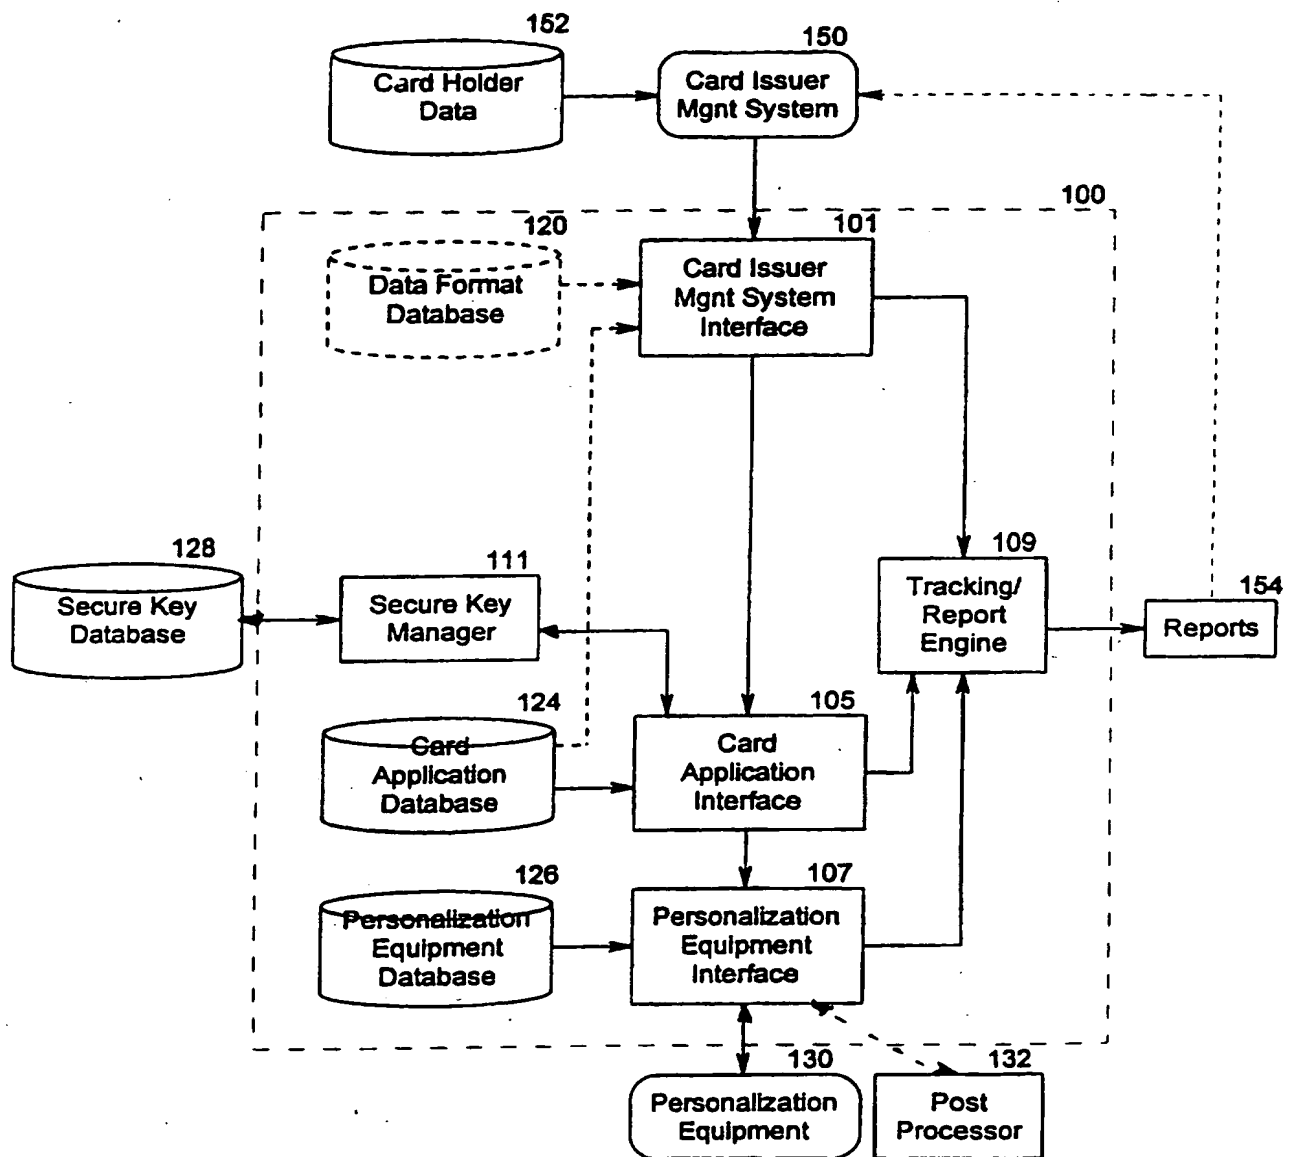 152
Card Holder
Data
150
Card Issuer
Mgnt System
100
120
Data Format
Database
101
Card Issuer
Mgnt System
Interface
128
Secure Key
Database
111
Secure Key
Manager
109
Tracking/
Report
Engine
154
Reports
124
Card
Application
Database
105
Card
Application
Interface
126
Personalization
Equipment
Database
107
Personalization
Equipment
Interface
130
Personalization
Equipment
132
Post
Processor